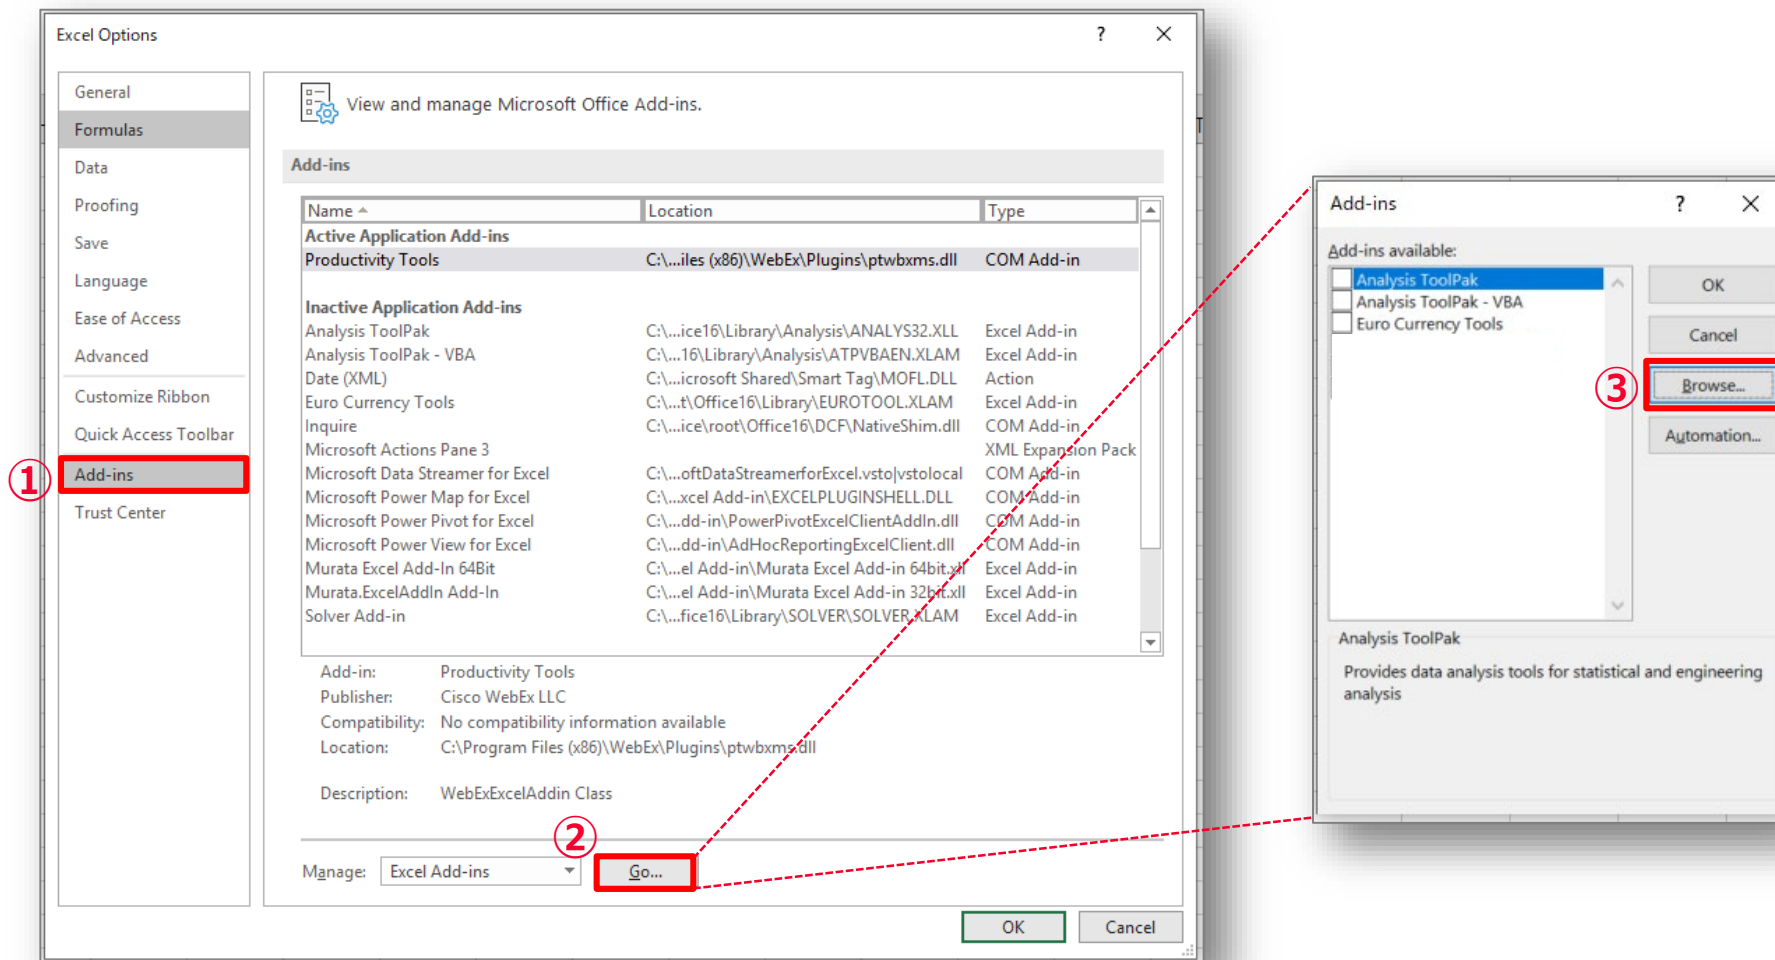 Excel Options ? ×
General
Formulas
Data
Proofing
Save
Language
Ease of Access
Advanced
Customize Ribbon
Quick Access Toolbar
① Add-ins
Trust Center
View and manage Microsoft Office Add-ins.
Add-ins
Name Location Type
Active Application Add-ins
Productivity Tools C:\...iles (x86)\WebEx\Plugins\ptwbxms.dll COM Add-in
Inactive Application Add-ins
Analysis ToolPak C:\...ice16\Library\Analysis\ANALYS32.XLL Excel Add-in
Analysis ToolPak - VBA C:\...16\Library\Analysis\ATPVBAEN.XLAM Excel Add-in
Date (XML) C:\...icrosoft Shared\Smart Tag\MOFL.DLL Action
Euro Currency Tools C:\...t\Office16\Library\EUROTOOL.XLAM Excel Add-in
Inquire C:\...ice\root\Office16\DCF\NativeShim.dll COM Add-in
Microsoft Actions Pane 3 XML Expansion Pack
Microsoft Data Streamer for Excel C:\...oftDataStreamerforExcel.vsto|vstolocal COM Add-in
Microsoft Power Map for Excel C:\...xcel Add-in\EXCELPLUGINSHELL.DLL COM Add-in
Microsoft Power Pivot for Excel C:\...dd-in\PowerPivotExcelClientAddIn.dll COM Add-in
Microsoft Power View for Excel C:\...dd-in\AdHocReportingExcelClient.dll COM Add-in
Murata Excel Add-In 64Bit C:\...el Add-in\Murata Excel Add-in 64bit.xll Excel Add-in
Murata.ExcelAddIn Add-In C:\...el Add-in\Murata Excel Add-in 32bit.xll Excel Add-in
Solver Add-in C:\...fice16\Library\SOLVER\SOLVER.XLAM Excel Add-in
Add-in: Productivity Tools
Publisher: Cisco WebEx LLC
Compatibility: No compatibility information available
Location: C:\Program Files (x86)\WebEx\Plugins\ptwbxms.dll
Description: WebExExcelAddin Class
②
Manage: Excel Add-ins Go...
OK Cancel
Add-ins ? ×
Add-ins available:
Analysis ToolPak
Analysis ToolPak - VBA
Euro Currency Tools
OK
Cancel
③ Browse...
Automation...
Analysis ToolPak
Provides data analysis tools for statistical and engineering
analysis